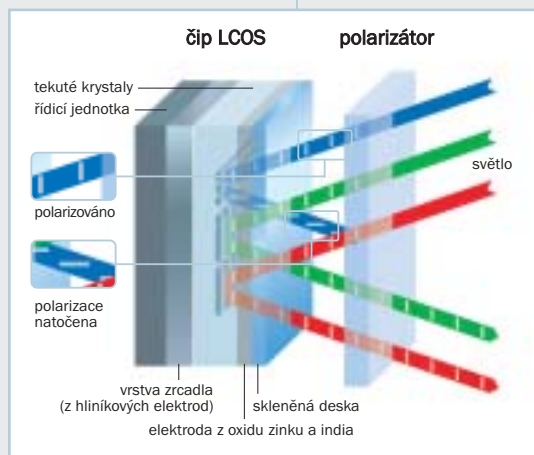 čip LCOS
polarizátor
tekuté krystaly
řídicí jednotka
světlo
polarizováno
polarizace
natočena
vrstva zrcadla
(z hliníkových elektrod)
skleněná deska
elektroda z oxidu zinku a india